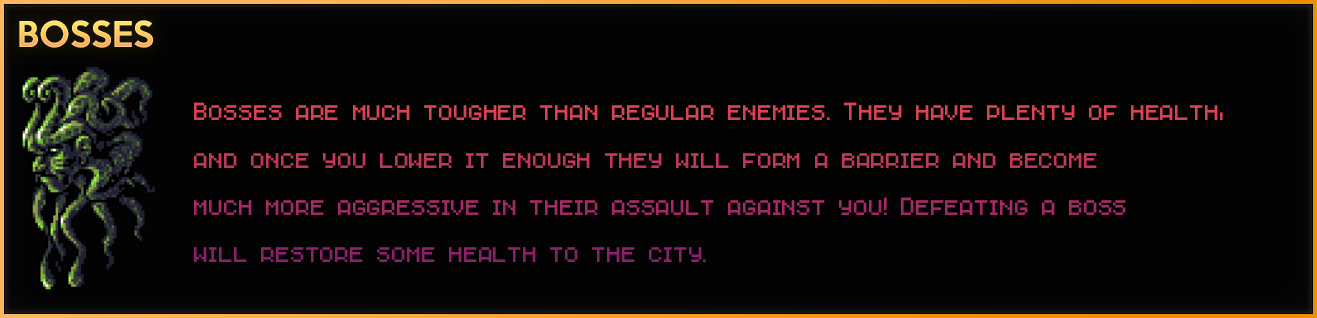 BOSSES
Bosses are much tougher than regular enemies. They have plenty of health,
and once you lower it enough they will form a barrier and become
much more aggressive in their assault against you! Defeating a boss
will restore some health to the city.